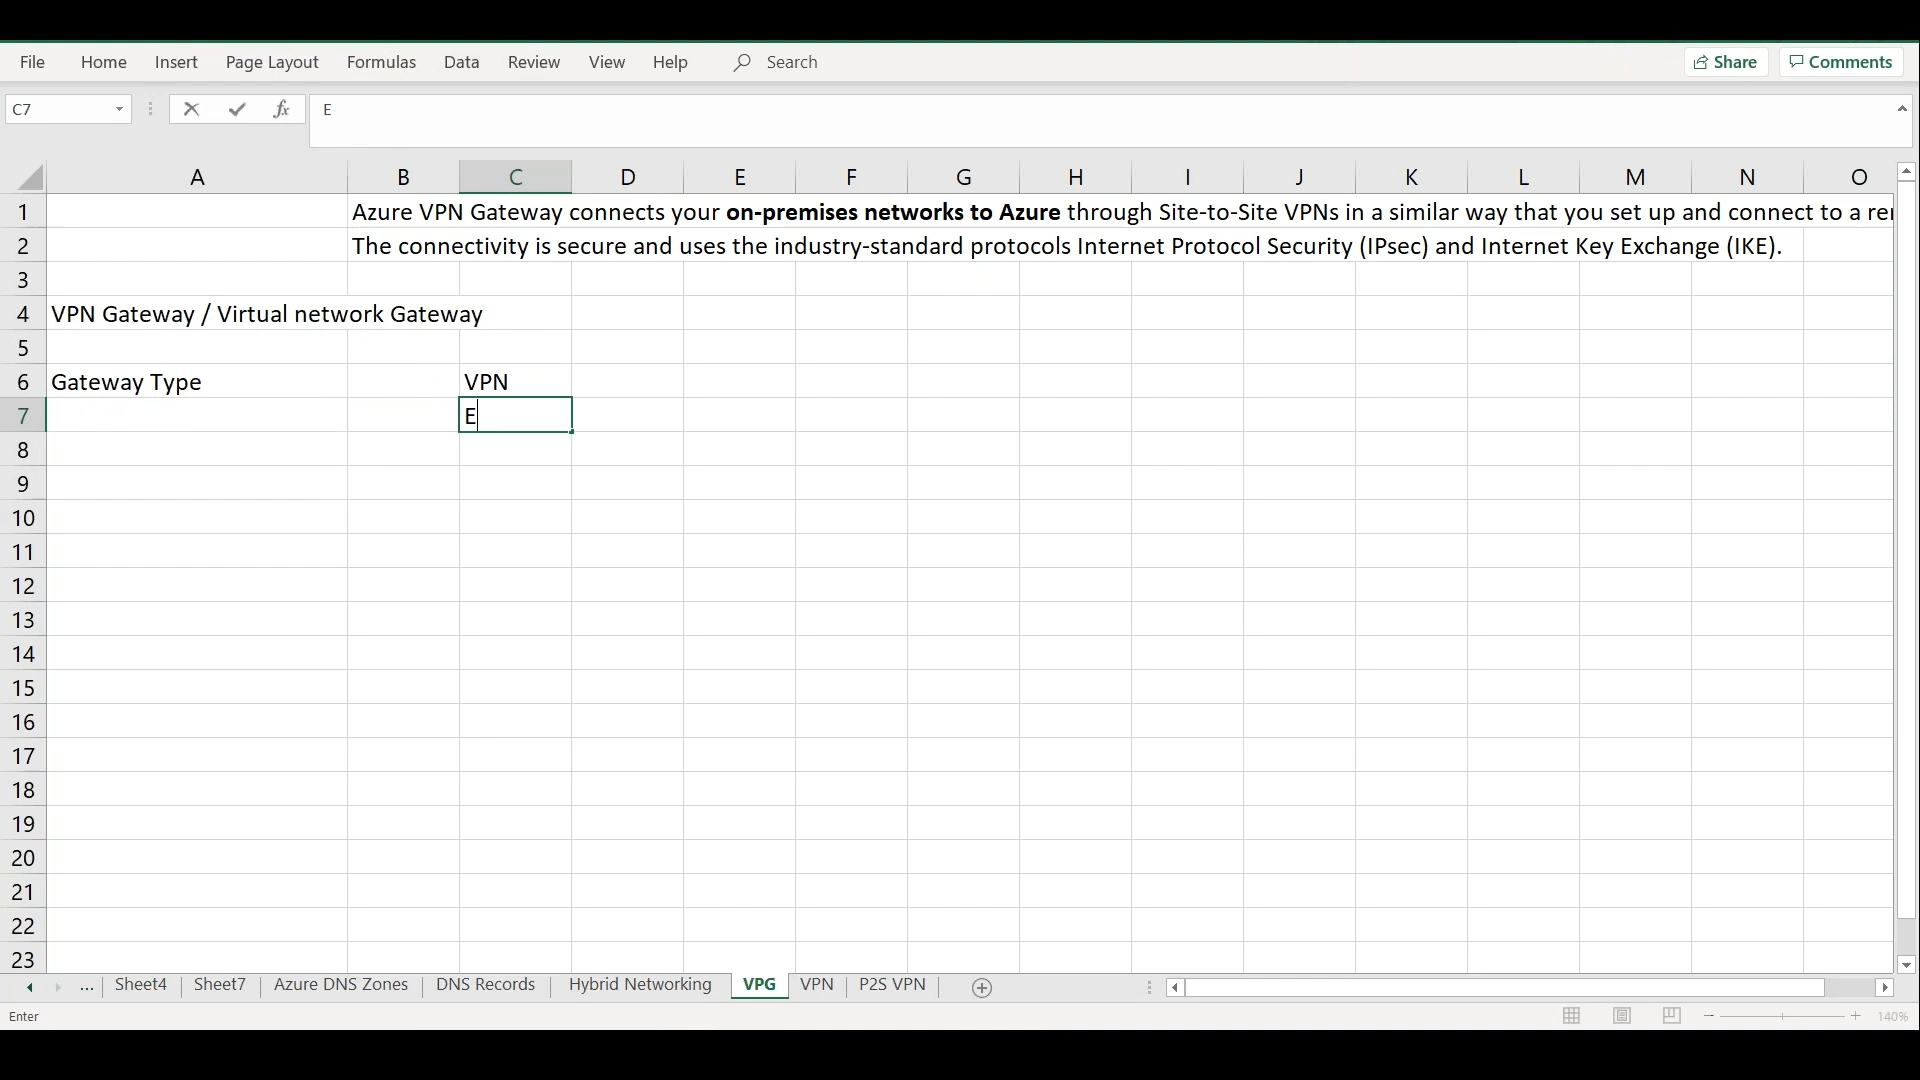 File Home Insert Page Layout Formulas Data Review View Help Search Share Comments
C7 fx E
A B C D E F G H I J K L M N O
1 Azure VPN Gateway connects your on-premises networks to Azure through Site-to-Site VPNs in a similar way that you set up and connect to a
2 The connectivity is secure and uses the industry-standard protocols Internet Protocol Security (IPsec) and Internet Key Exchange (IKE).
3
4 VPN Gateway / Virtual network Gateway
5
6 Gateway Type VPN
7 E
8
9
10
11
12
13
14
15
16
17
18
19
20
21
22
23
... Sheet4 Sheet7 Azure DNS Zones DNS Records Hybrid Networking VPG VPN P2S VPN
Enter 140%